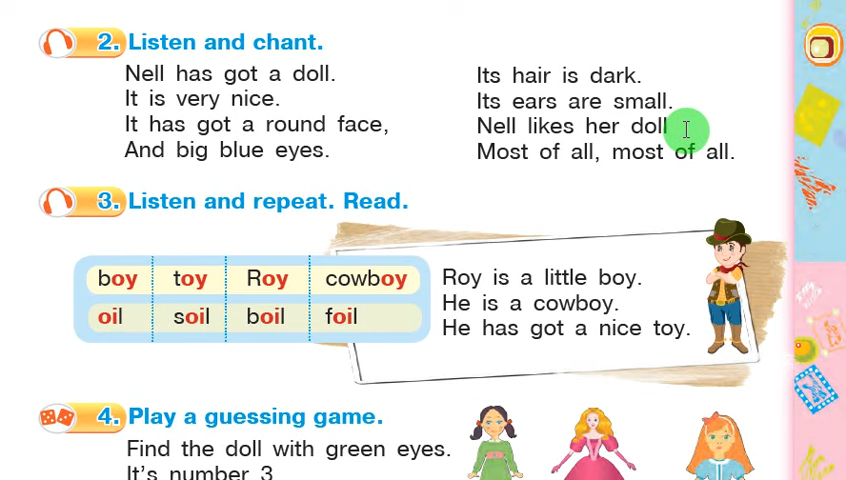 2. Listen and chant.
Nell has got a doll.
It is very nice.
It has got a round face,
And big blue eyes.
Its hair is dark.
Its ears are small.
Nell likes her doll
Most of all, most of all.
3. Listen and repeat. Read.
boy toy Roy cowboy
oil soil boil foil
Roy is a little boy.
He is a cowboy.
He has got a nice toy.
4. Play a guessing game.
Find the doll with green eyes.
It's number 3